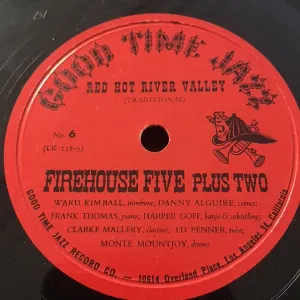 GOOD TIME JAZZ
RED HOT RIVER VALLEY
(TRADITIONAL)
No. 6
(LK-128-3)
FIREHOUSE FIVE PLUS TWO
WARD KIMBALL, trombone; DANNY ALGUIRE, cornet;
FRANK THOMAS, piano; HARPER GOFF, banjo & whistling;
CLARKE MALLERY, clarinet; ED PENNER, tuba;
MONTE MOUNTJOY, drums
GOOD TIME JAZZ RECORD CO. — 10614 Overland Place, Los Angeles 34, California